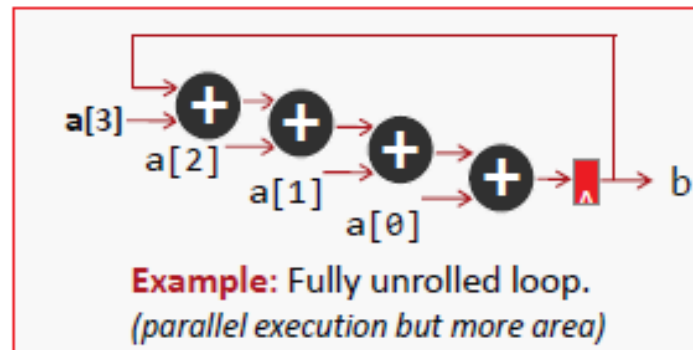 a[3]
a[2]
a[1]
a[0]
b
Example: Fully unrolled loop.
(parallel execution but more area)